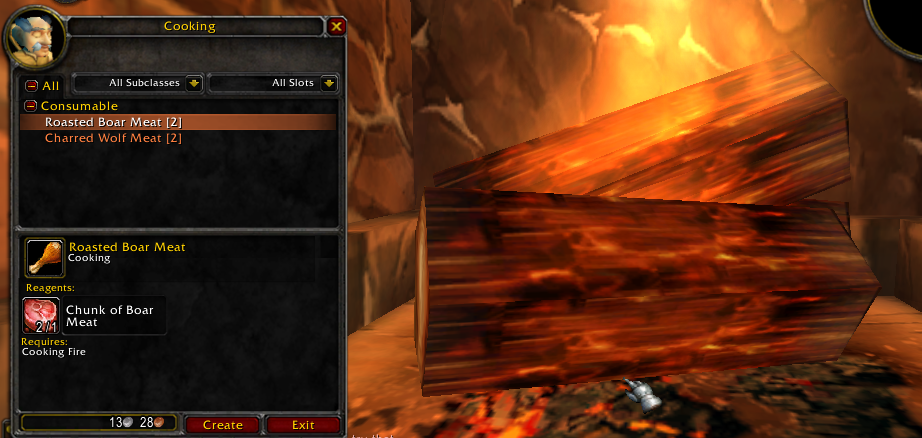 Cooking
All
All Subclasses
All Slots
Consumable
Roasted Boar Meat [2]
Charred Wolf Meat [2]
Roasted Boar Meat
Cooking
Reagents:
Chunk of Boar
Meat
2/1
Requires:
Cooking Fire
13 28
Create
Exit